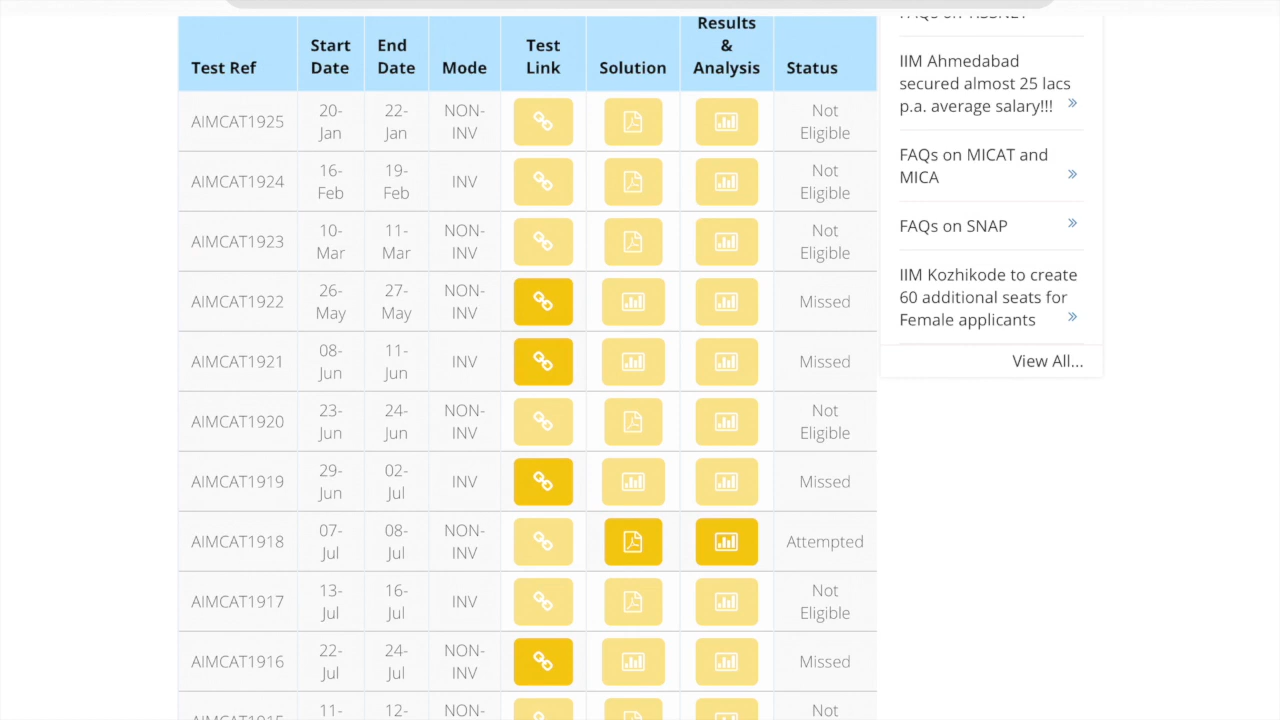 Test Ref
Start
Date
End
Date
Mode
Test
Link
Solution
Results
&
Analysis
Status
AIMCAT1925
20-
Jan
22-
Jan
NON-
INV
Not
Eligible
AIMCAT1924
16-
Feb
19-
Feb
INV
Not
Eligible
AIMCAT1923
10-
Mar
11-
Mar
NON-
INV
Not
Eligible
AIMCAT1922
26-
May
27-
May
NON-
INV
Missed
AIMCAT1921
08-
Jun
11-
Jun
INV
Missed
AIMCAT1920
23-
Jun
24-
Jun
NON-
INV
Not
Eligible
AIMCAT1919
29-
Jun
02-
Jul
INV
Missed
AIMCAT1918
07-
Jul
08-
Jul
NON-
INV
Attempted
AIMCAT1917
13-
Jul
16-
Jul
INV
Not
Eligible
AIMCAT1916
22-
Jul
24-
Jul
NON-
INV
Missed
AIMCAT1915
11-
12-
NON-
Not
FAQs on
IIM Ahmedabad
secured almost 25 lacs
p.a. average salary!!! »
FAQs on MICAT and
MICA »
FAQs on SNAP »
IIM Kozhikode to create
60 additional seats for
Female applicants »
View All...